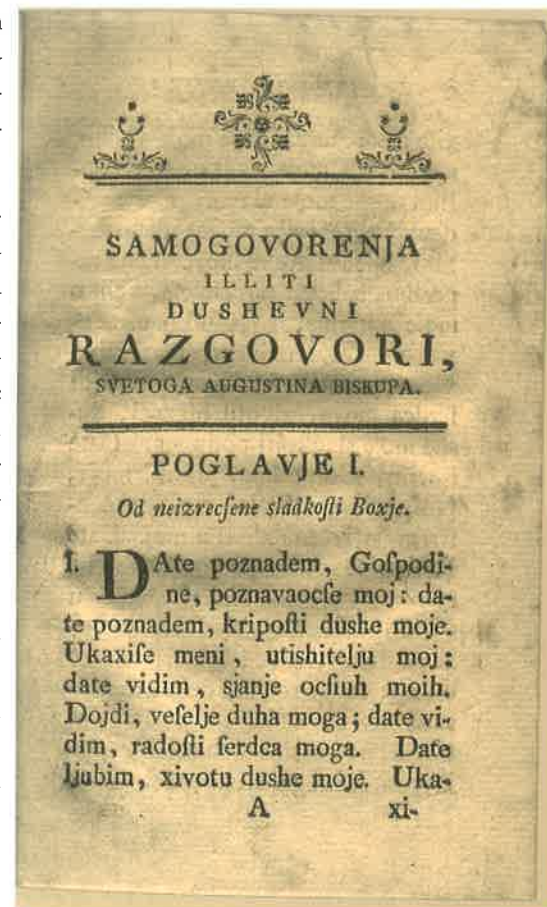 SAMOGOVORENJA
ILLITI
DUSHEVNI
RAZGOVORI,
SVETOGA AUGUSTINA BISKUPA.
POGLAVJE I.
Od neizrecſene sladkoſti Boxje.
I. DAte poznadem, Goſpodi-
ne, poznavaocſe moj: da-
te poznadem, kripoſti dushe moje.
Ukaxiſe meni, utishitelju moj:
date vidim, sjanje ocſiuh moih.
Dojdi, veſelje duha moga; date vi-
dim, radoſti ſerdca moga. Date
ljubim, xivotu dushe moje. Uka-
A xi-